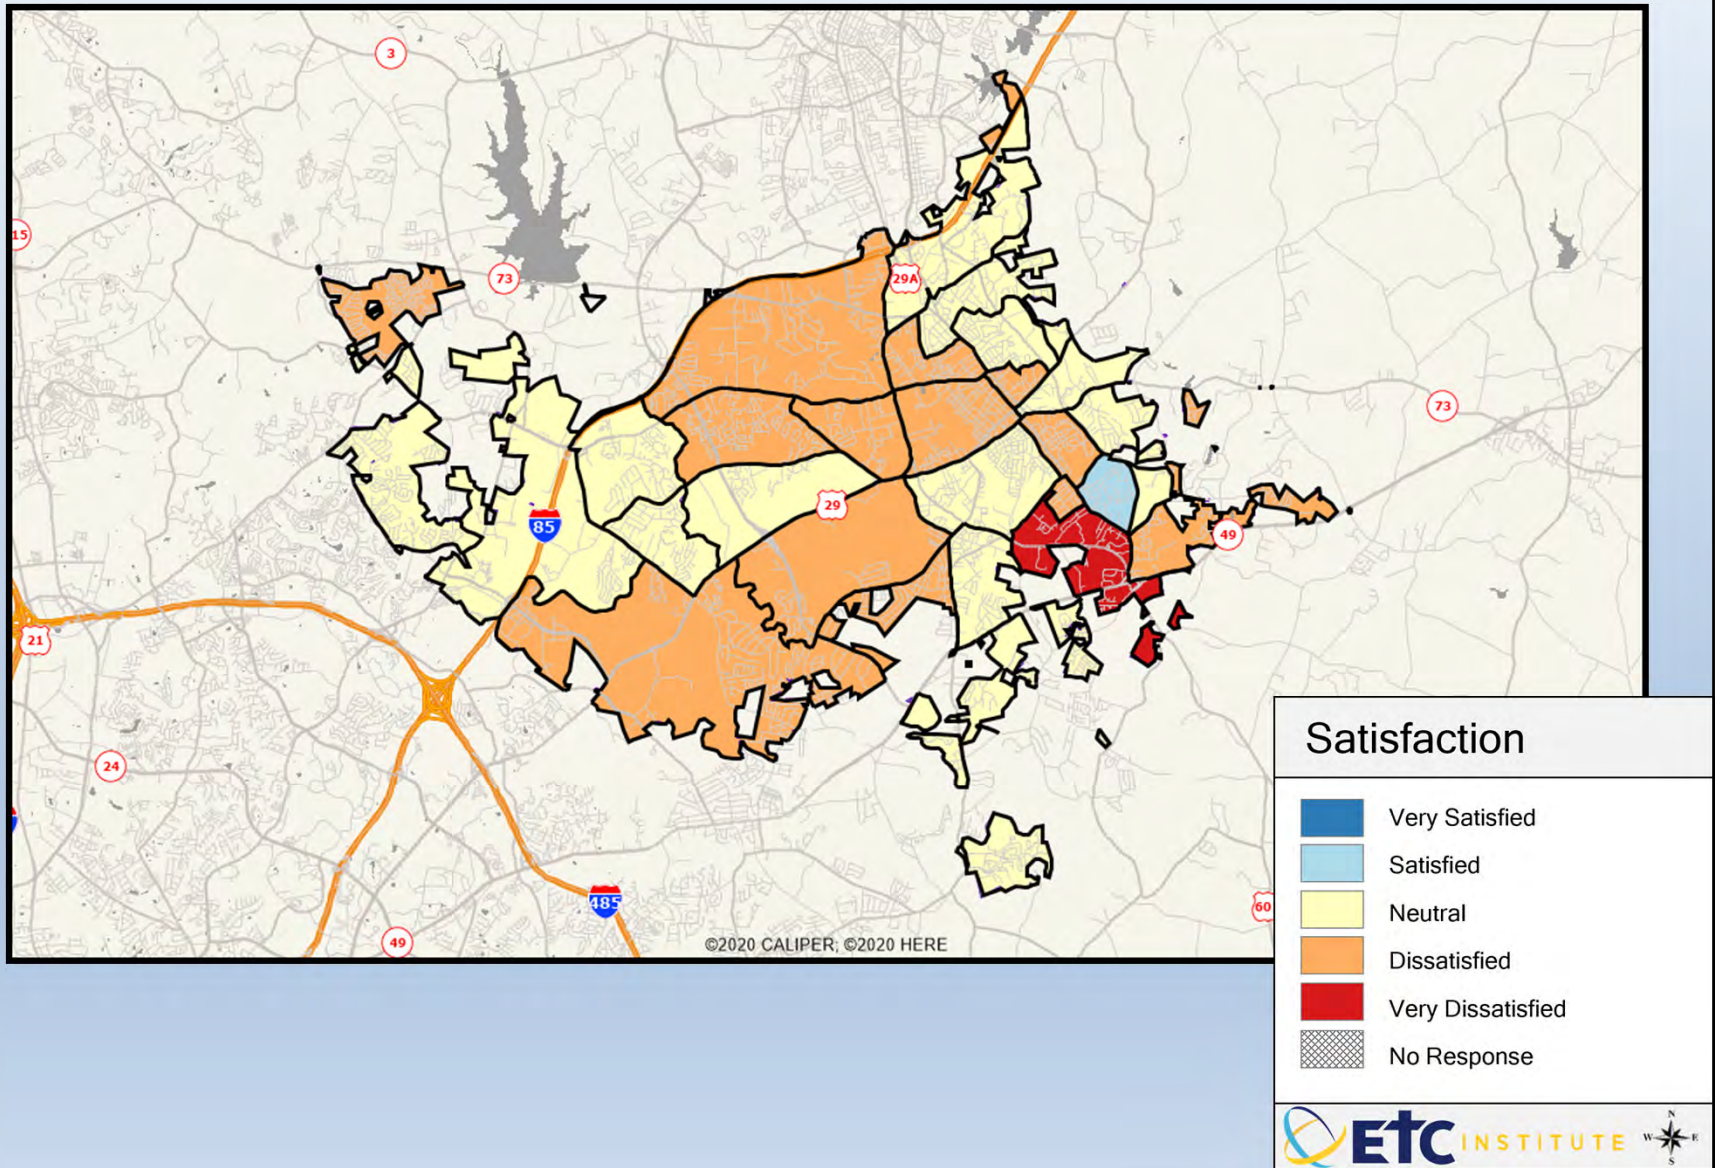 3
15
73
29A
73
29
49
85
21
24
485
49
60
©2020 CALIPER; ©2020 HERE
Satisfaction
Very Satisfied
Satisfied
Neutral
Dissatisfied
Very Dissatisfied
No Response
ETC INSTITUTE
N
W E
S